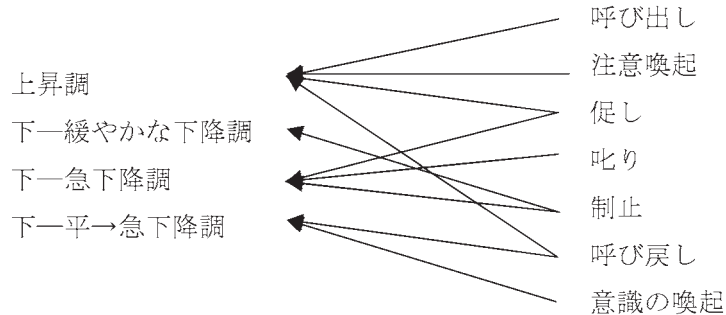 呼び出し
注意喚起
促し
叱り
制止
呼び戻し
意識の喚起
上昇調
下―緩やかな下降調
下―急下降調
下―平→急下降調